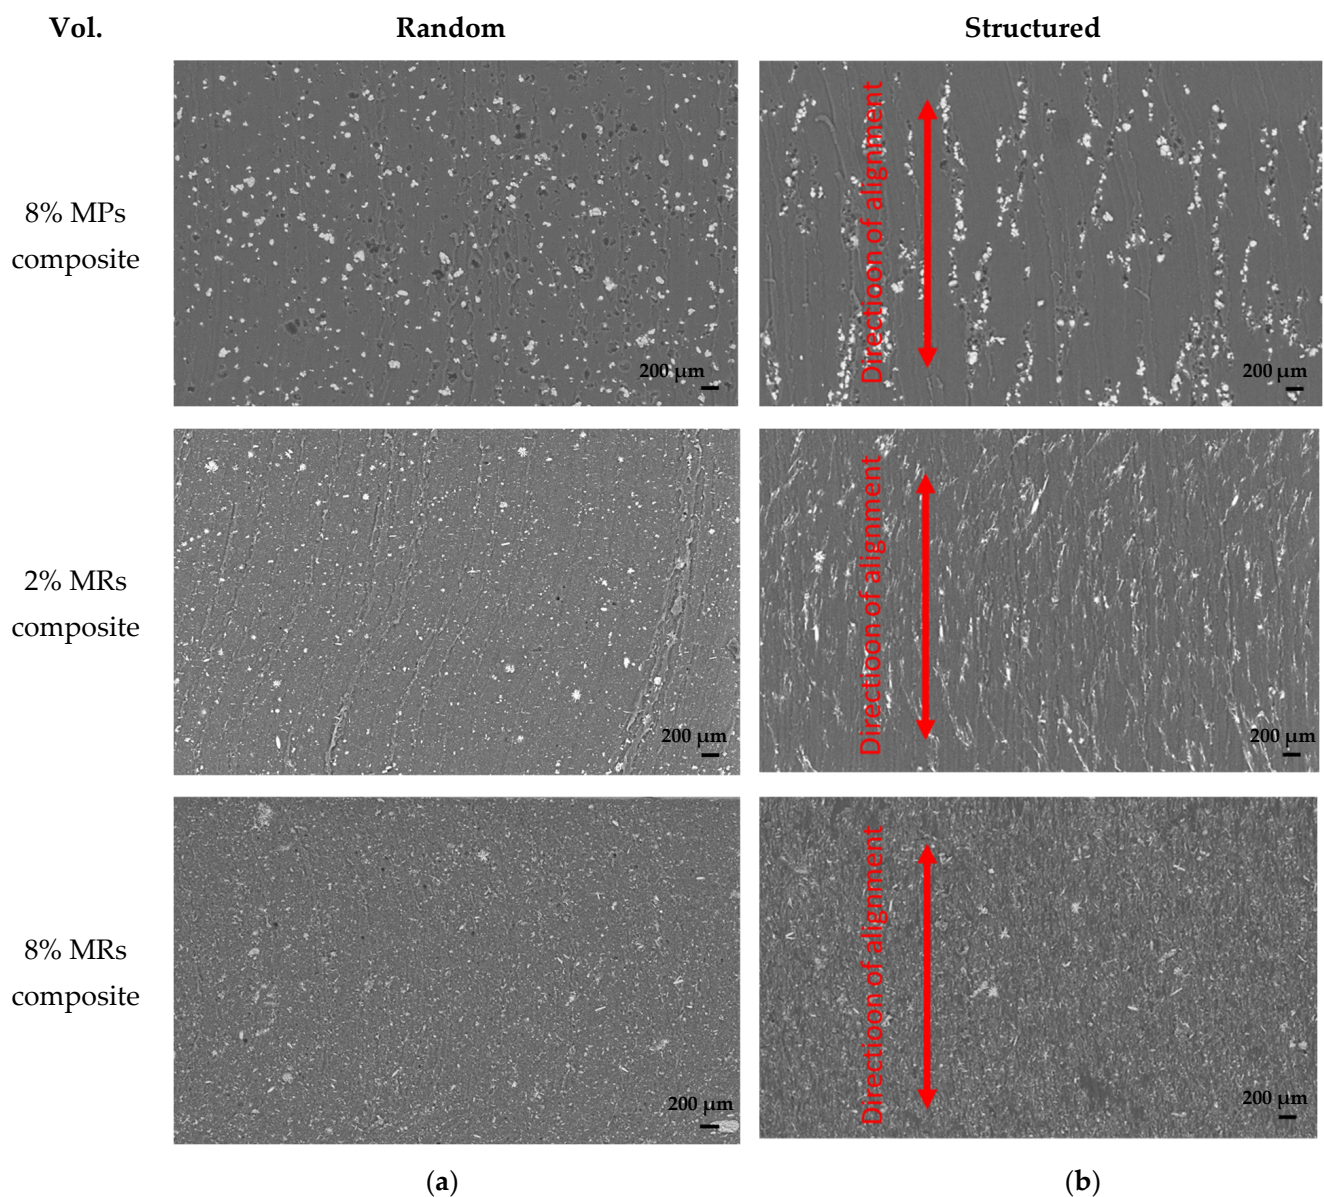 Vol. Random Structured
8% MPs
composite
Directioon of alignment
200 µm
200 µm
2% MRs
composite
Directioon of alignment
200 µm
200 µm
8% MRs
composite
Directioon of alignment
200 µm
200 µm
(a) (b)